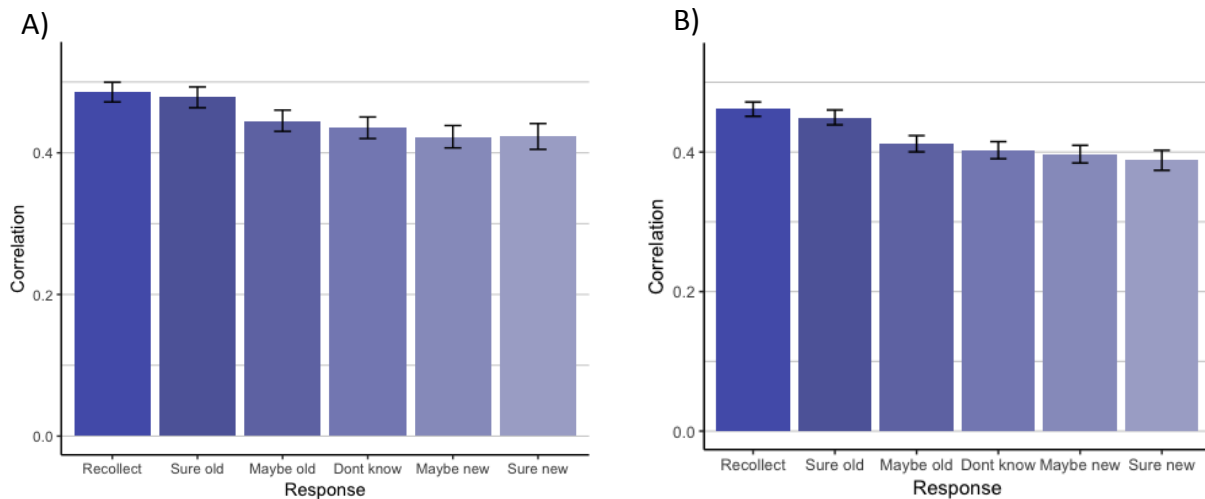 A)
Correlation
0.4
0.2
0.0
Recollect Sure old Maybe old Dont know Maybe new Sure new
Response
B)
Correlation
0.4
0.2
0.0
Recollect Sure old Maybe old Dont know Maybe new Sure new
Response